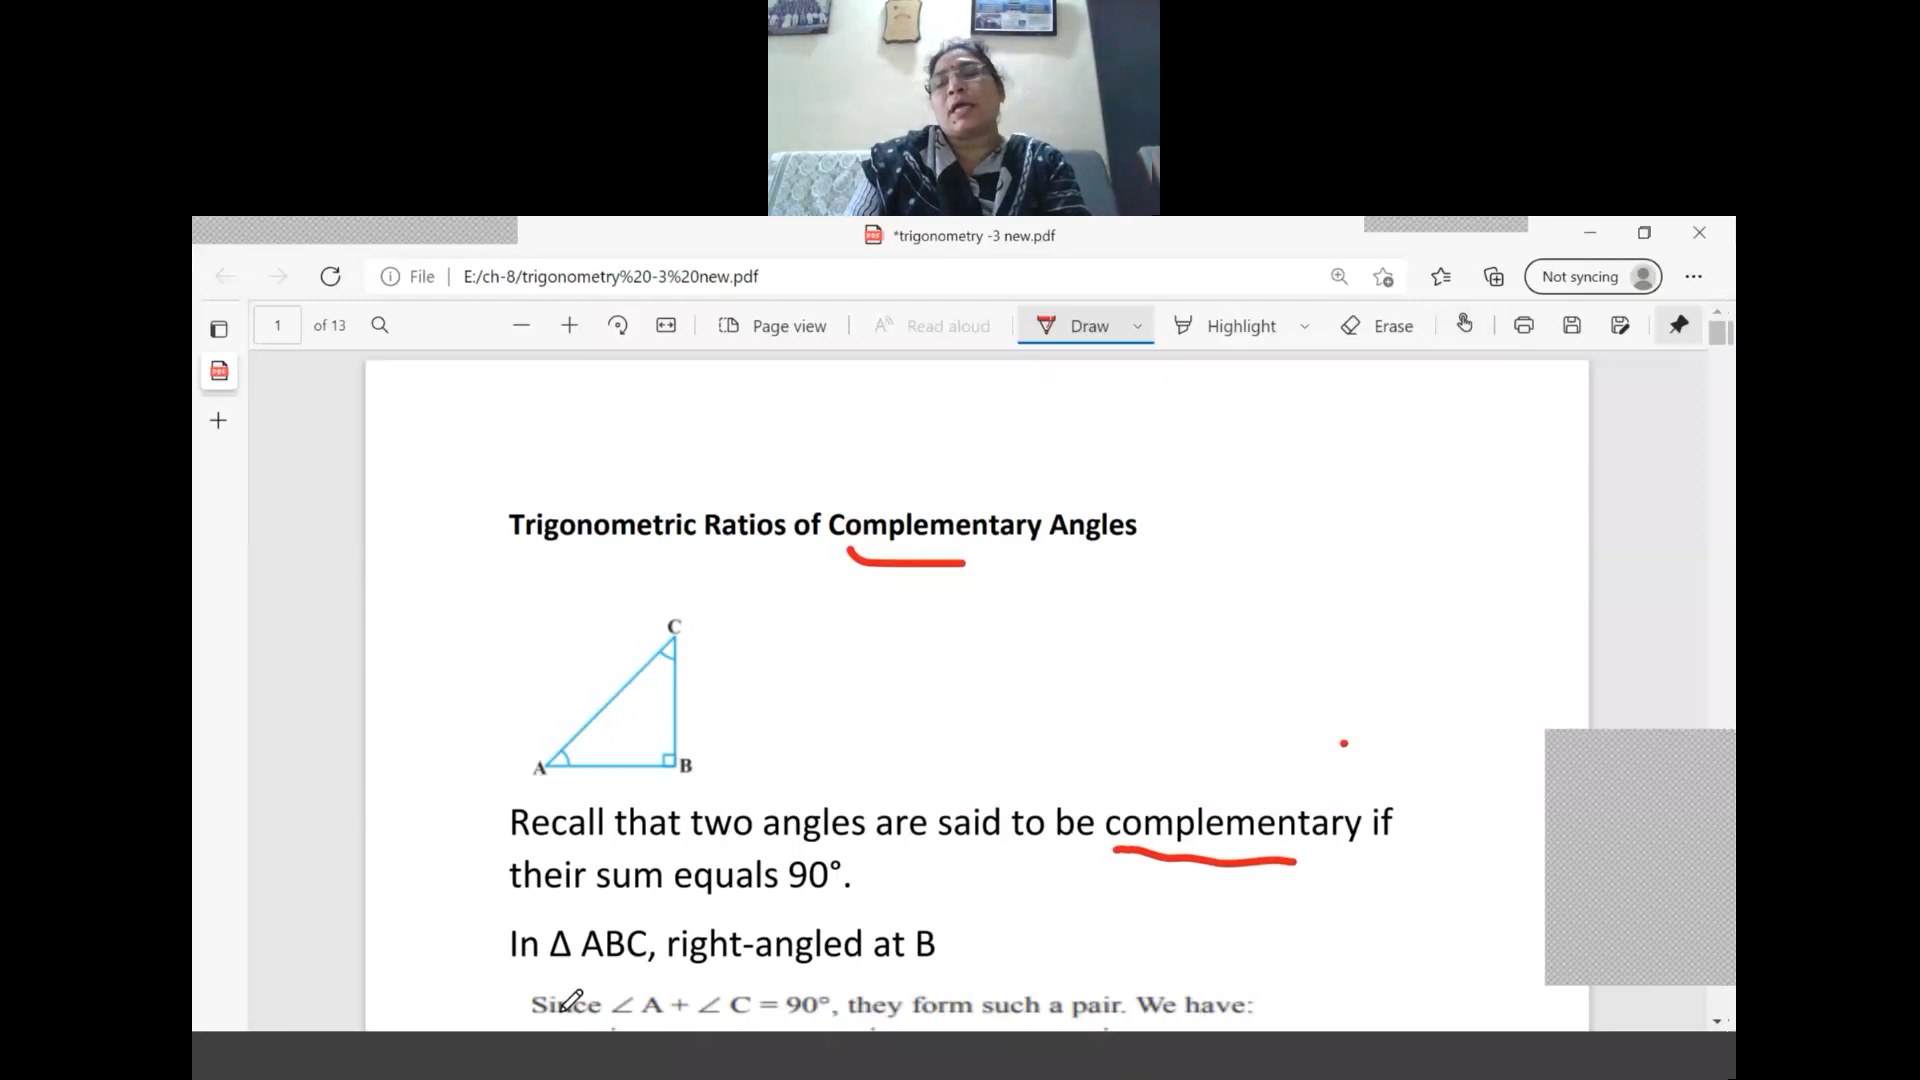 *trigonometry -3 new.pdf
File | E:/ch-8/trigonometry%20-3%20new.pdf
Not syncing
1 of 13
Page view
Read aloud
Draw
Highlight
Erase
Trigonometric Ratios of Complementary Angles
C
A
B
Recall that two angles are said to be complementary if
their sum equals 90°.
In Δ ABC, right-angled at B
Since ∠ A + ∠ C = 90°, they form such a pair. We have: